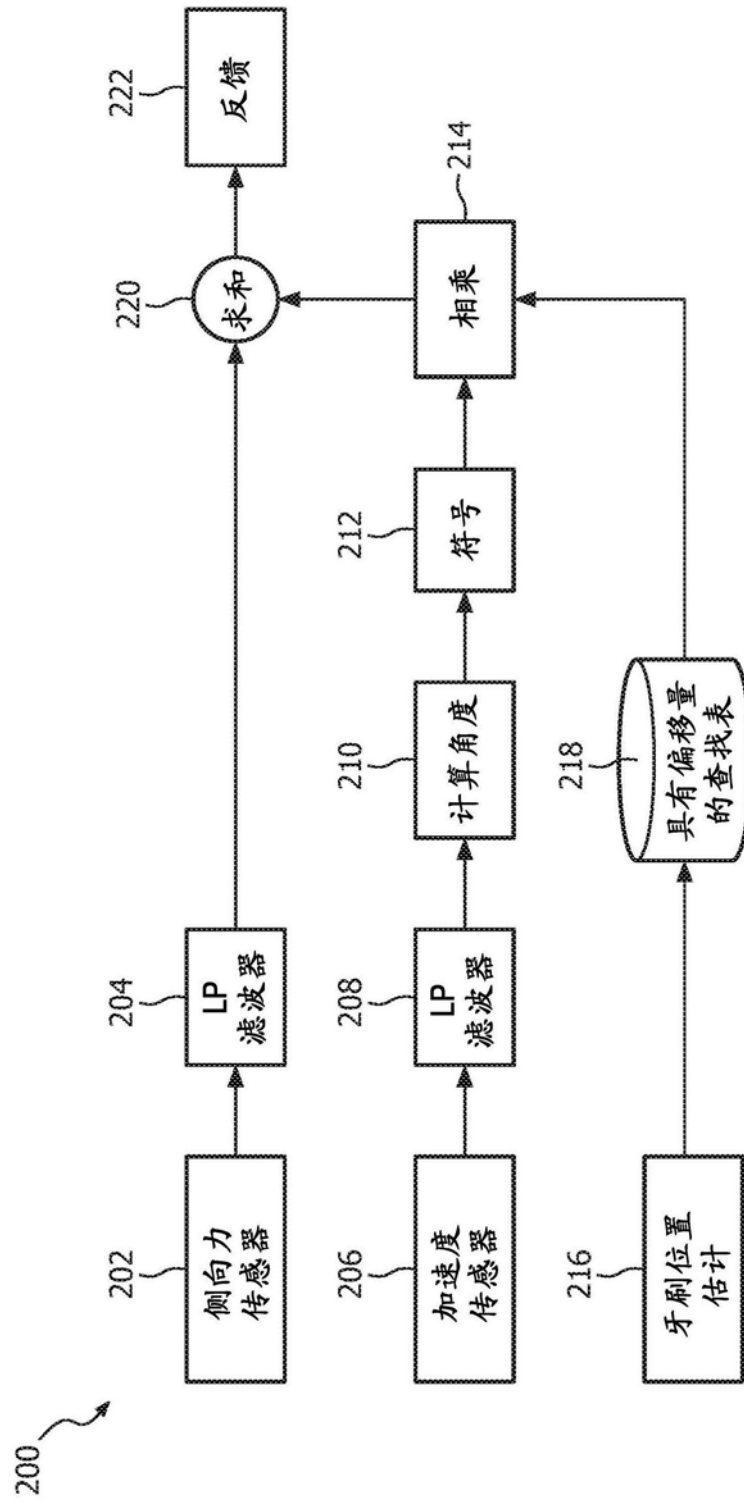 200
202
侧向力
传感器
204
LP
滤波器
220
求和
222
反馈
206
加速度
传感器
208
LP
滤波器
210
计算角度
212
符号
214
相乘
216
牙刷位置
估计
218
具有偏移量
的查找表